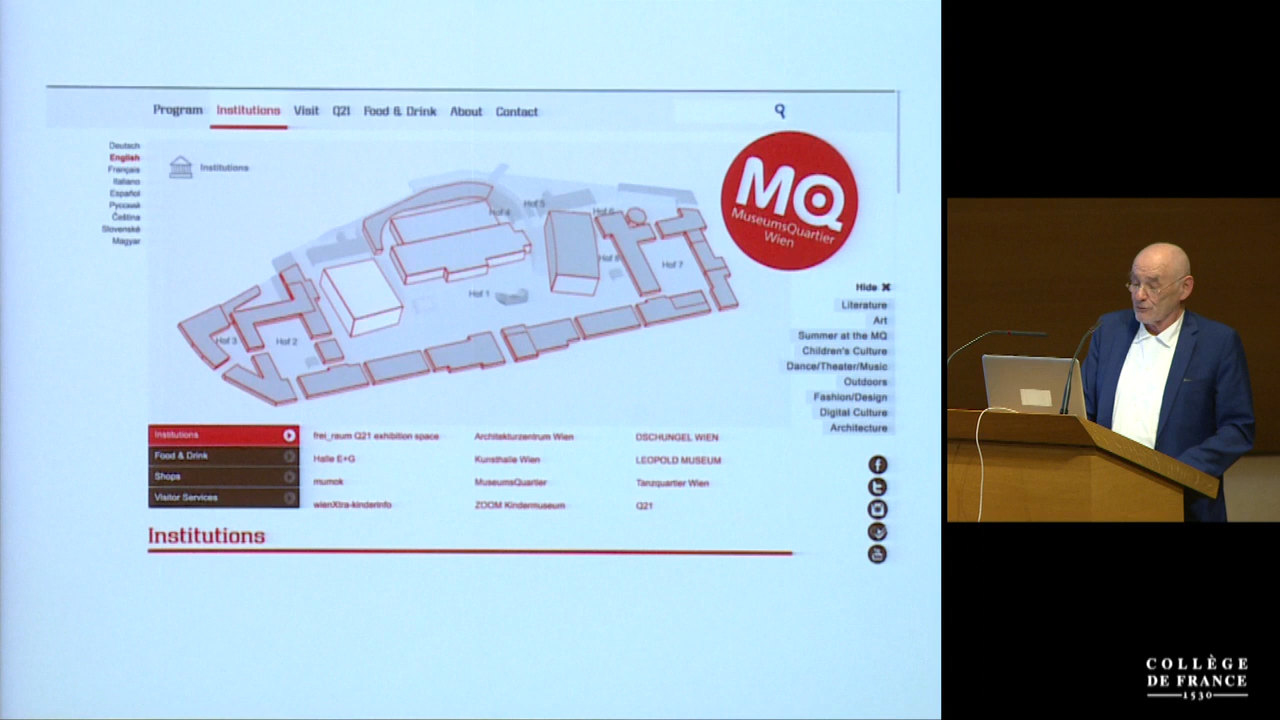 Program Institutions Visit Q21 Food & Drink About Contact
Deutsch
English
Français
Italiano
Español
Русский
Čeština
Slovenské
Magyar
Institutions
MQ
MuseumsQuartier
Wien
Hof 4
Hof 5
Hof 6
Hof 8
Hof 7
Hof 1
Hof 2
Hof 3
Hide ✖
Literature
Art
Summer at the MQ
Children's Culture
Dance/Theater/Music
Outdoors
Fashion/Design
Digital Culture
Architecture
Institutions
Food & Drink
Shops
Visitor Services
frei_raum Q21 exhibition space Architekturzentrum Wien DSCHUNGEL WIEN
Halle E+G Kunsthalle Wien LEOPOLD MUSEUM
mumok MuseumsQuartier Tanzquartier Wien
wienXtra-kinderinfo ZOOM Kindermuseum Q21
Institutions
COLLÈGE
DE FRANCE
1530